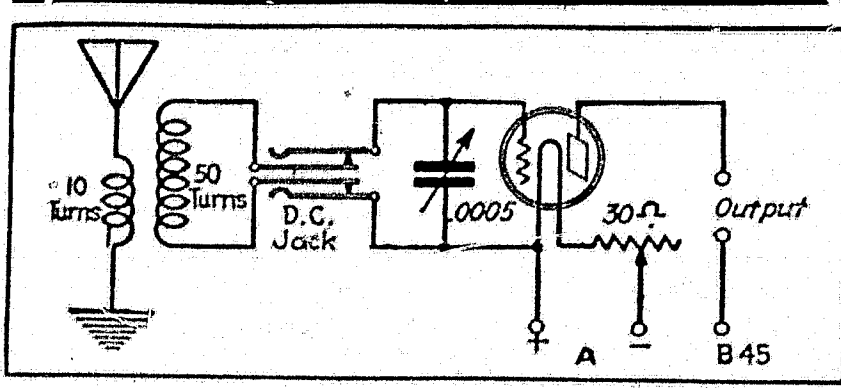 10
Turns
50
Turns
D.C.
Jack
.0005
30Ω
Output
+ A - B 45